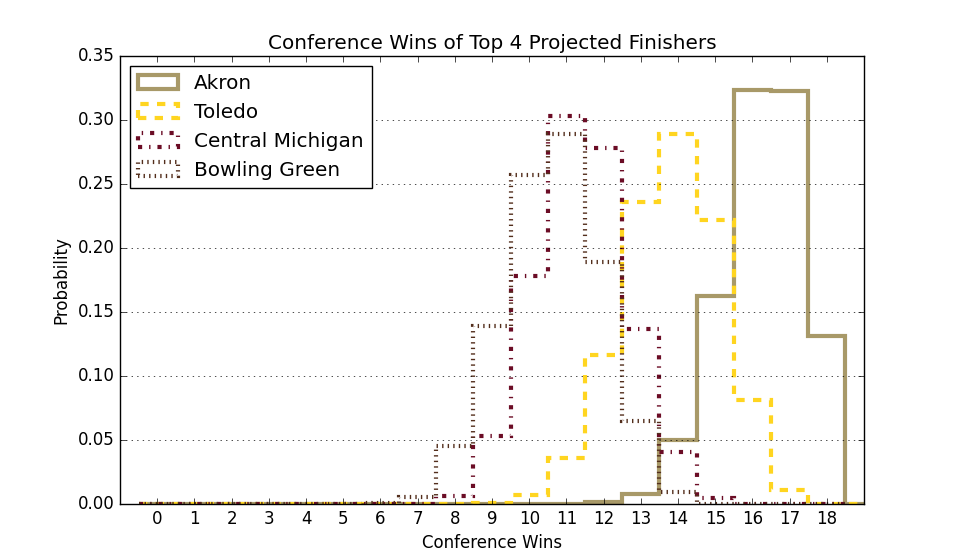 Conference Wins of Top 4 Projected Finishers
0.35
0.30
0.25
0.20
0.15
0.10
0.05
0.00
Probability
Akron
Toledo
Central Michigan
Bowling Green
0 1 2 3 4 5 6 7 8 9 10 11 12 13 14 15 16 17 18
Conference Wins